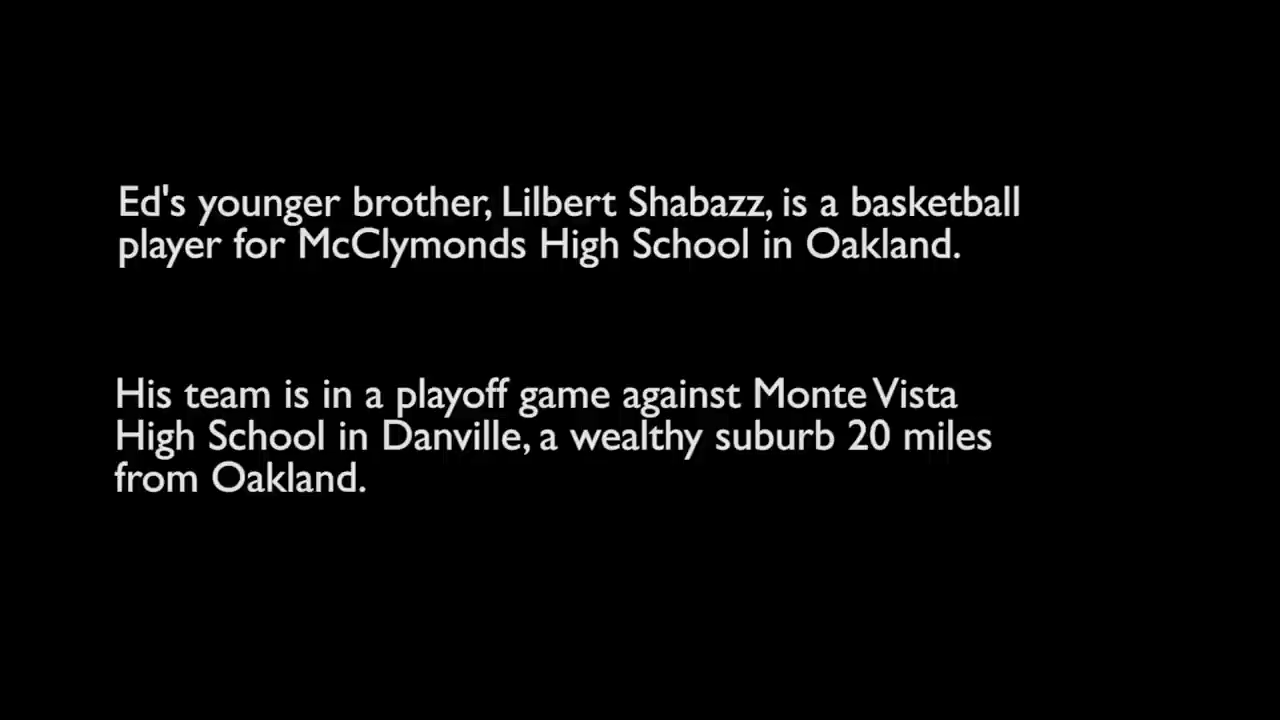 Ed's younger brother, Lilbert Shabazz, is a basketball
player for McClymonds High School in Oakland.
His team is in a playoff game against Monte Vista
High School in Danville, a wealthy suburb 20 miles
from Oakland.